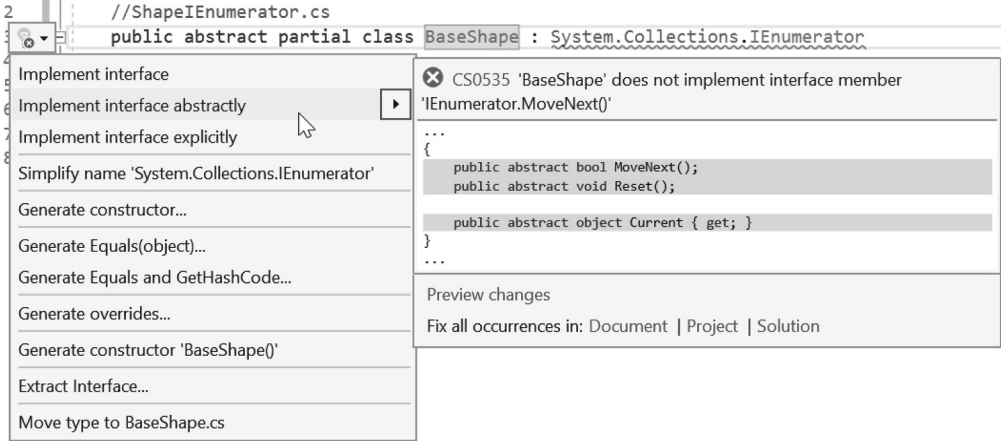 2 //ShapeIEnumerator.cs
3 public abstract partial class BaseShape : System.Collections.IEnumerator
Implement interface
Implement interface abstractly
Implement interface explicitly
Simplify name 'System.Collections.IEnumerator'
Generate constructor...
Generate Equals(object)...
Generate Equals and GetHashCode...
Generate overrides...
Generate constructor 'BaseShape()'
Extract Interface...
Move type to BaseShape.cs
CS0535 'BaseShape' does not implement interface member
'IEnumerator.MoveNext()'
...
{
public abstract bool MoveNext();
public abstract void Reset();
public abstract object Current { get; }
}
...
Preview changes
Fix all occurrences in: Document | Project | Solution